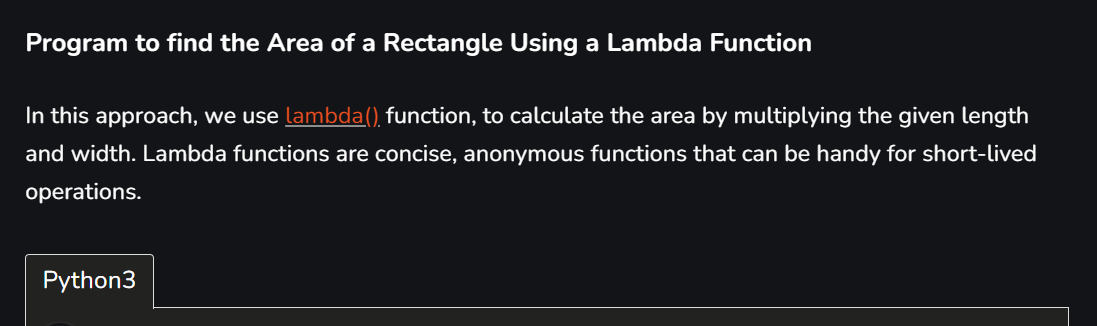 Program to find the Area of a Rectangle Using a Lambda Function
In this approach, we use lambda() function, to calculate the area by multiplying the given length
and width. Lambda functions are concise, anonymous functions that can be handy for short-lived
operations.
Python3